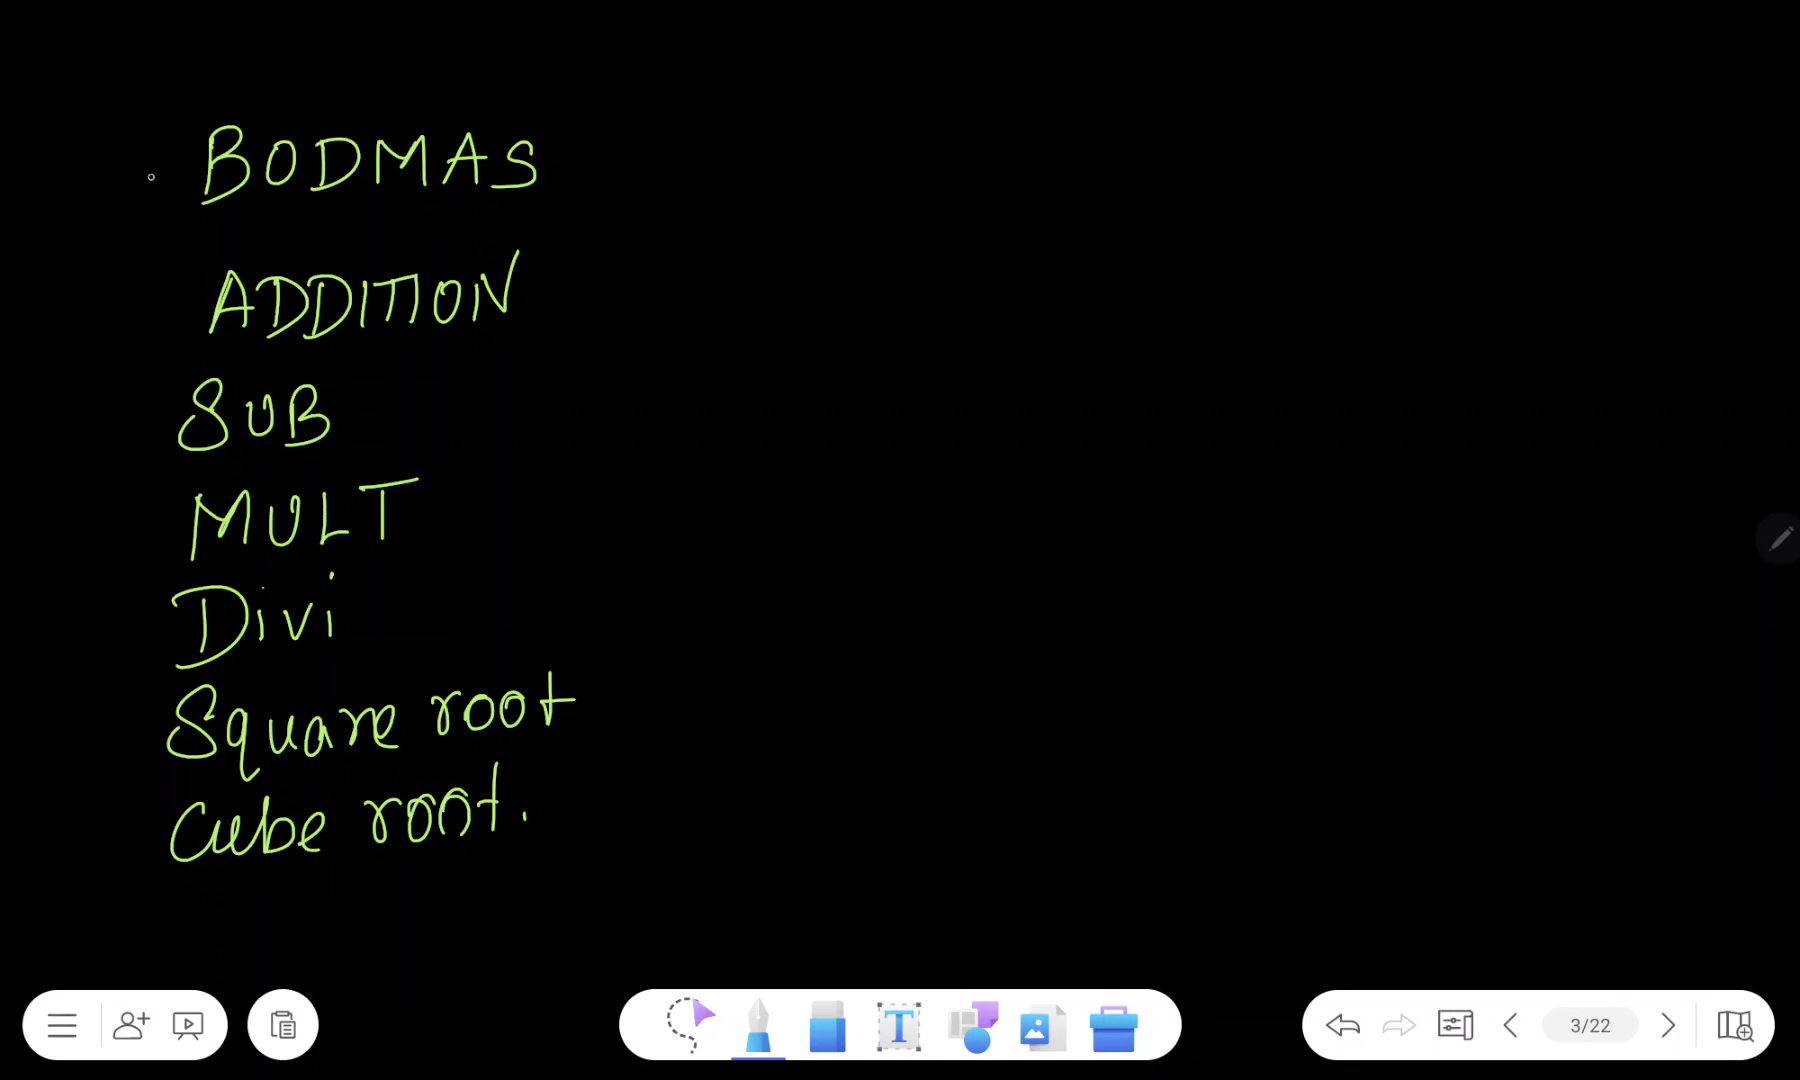 BODMAS
ADDITION
SUB
MULT
Divi
Square root
Cube root.
T
3/22